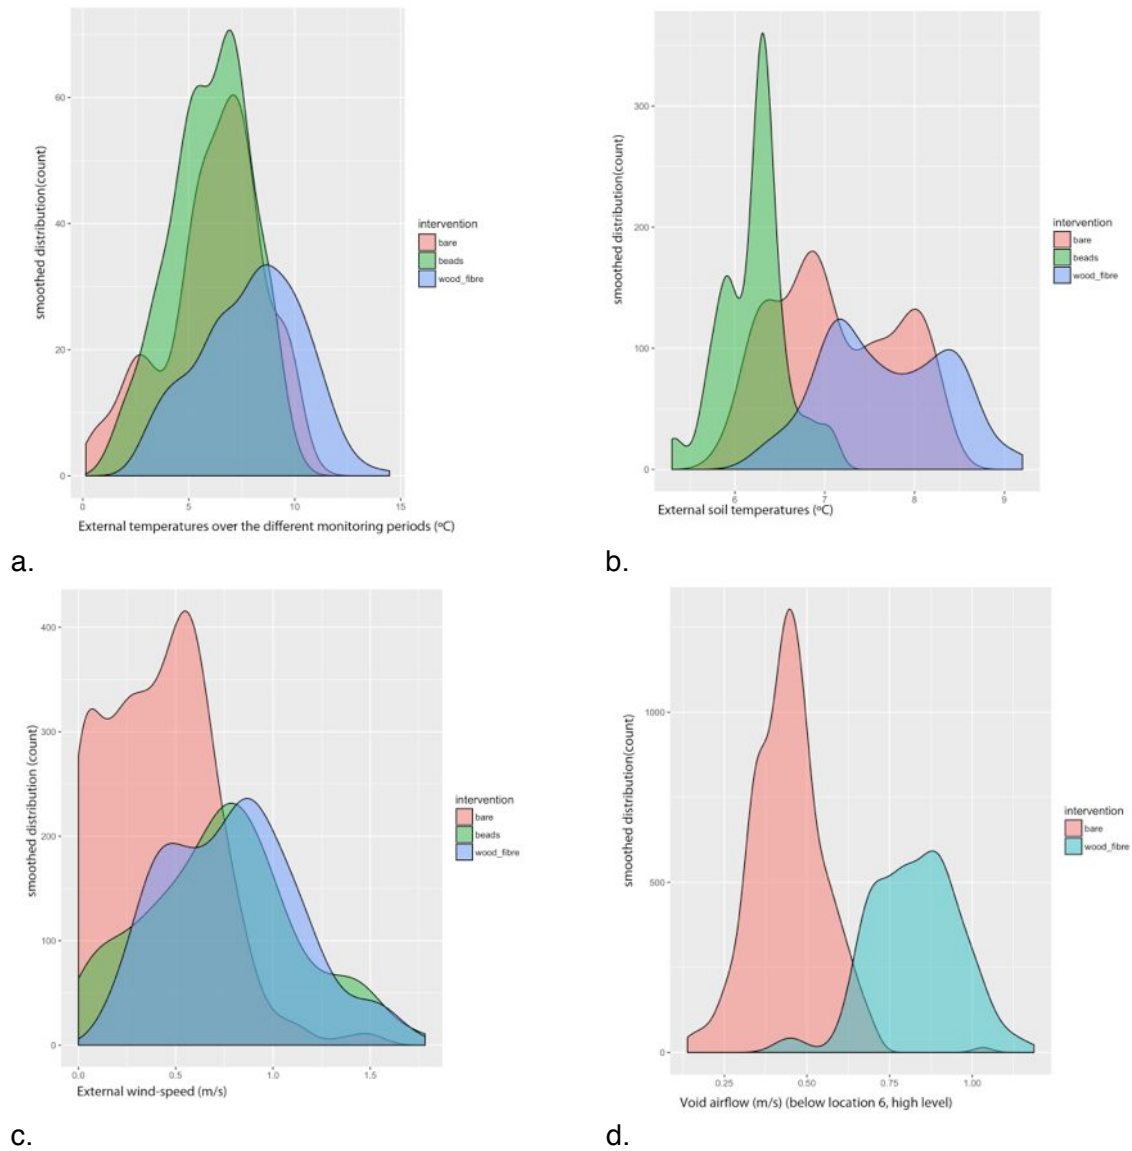 smoothed distribution(count)
60
40
20
0
0
5
10
15
External temperatures over the different monitoring periods (ºC)
intervention
bare
beads
wood_fibre
a.
smoothed distribution(count)
300
200
100
0
6
7
8
9
External soil temperatures (ºC)
intervention
bare
beads
wood_fibre
b.
smoothed distribution (count)
400
300
200
100
0
0.0
0.5
1.0
1.5
External wind-speed (m/s)
intervention
bare
beads
wood_fibre
c.
smoothed distribution(count)
1000
500
0
0.25
0.50
0.75
1.00
Void airflow (m/s) (below location 6, high level)
intervention
bare
wood_fibre
d.